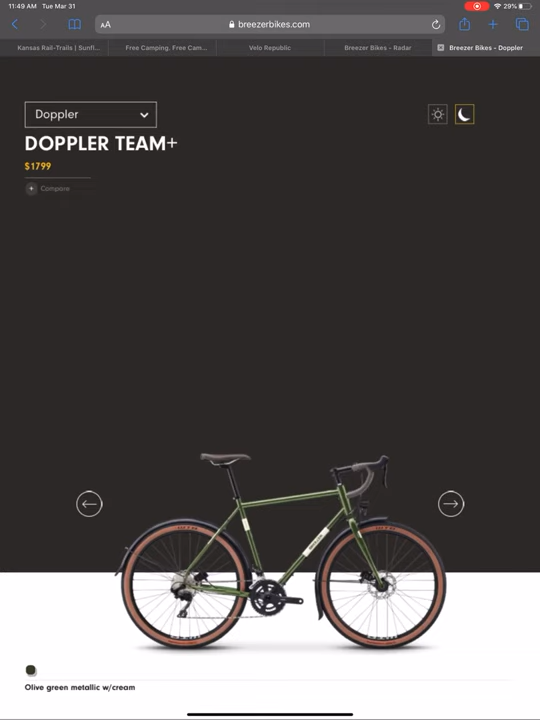 11:49 AM Tue Mar 31
29%
AA
breezerbikes.com
Kansas Rail-Trails | Sunfl...
Free Camping. Free Cam...
Velo Republic
Breezer Bikes - Radar
Breezer Bikes - Doppler
Doppler
DOPPLER TEAM+
$1799
+ Compare
Olive green metallic w/cream